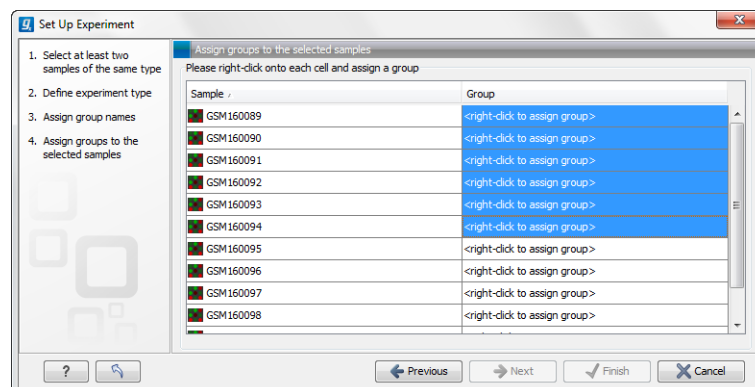 Set Up Experiment
1. Select at least two
samples of the same type
2. Define experiment type
3. Assign group names
4. Assign groups to the
selected samples
Assign groups to the selected samples
Please right-click onto each cell and assign a group
Sample Group
GSM160089 <right-click to assign group>
GSM160090 <right-click to assign group>
GSM160091 <right-click to assign group>
GSM160092 <right-click to assign group>
GSM160093 <right-click to assign group>
GSM160094 <right-click to assign group>
GSM160095 <right-click to assign group>
GSM160096 <right-click to assign group>
GSM160097 <right-click to assign group>
GSM160098 <right-click to assign group>
? Previous Next Finish Cancel